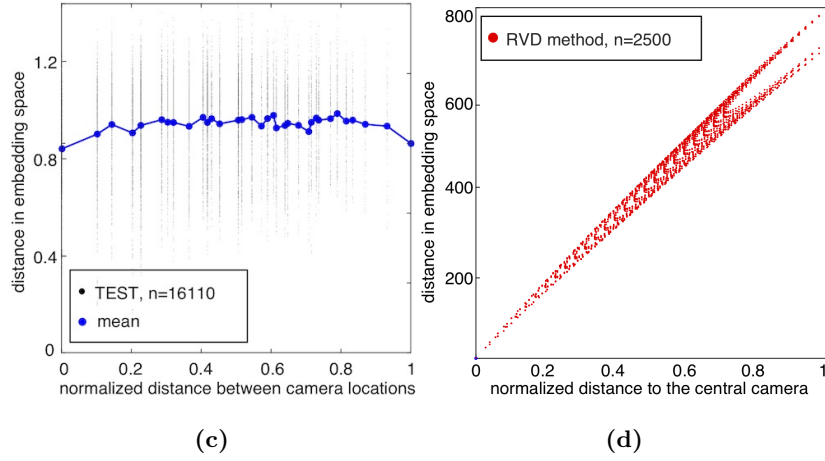 1.2
0.8
0.4
0
distance in embedding space
TEST, n=16110
mean
0 0.2 0.4 0.6 0.8 1
normalized distance between camera locations
(c)
800
600
400
200
distance in embedding space
RVD method, n=2500
0 0.2 0.4 0.6 0.8 1
normalized distance to the central camera
(d)